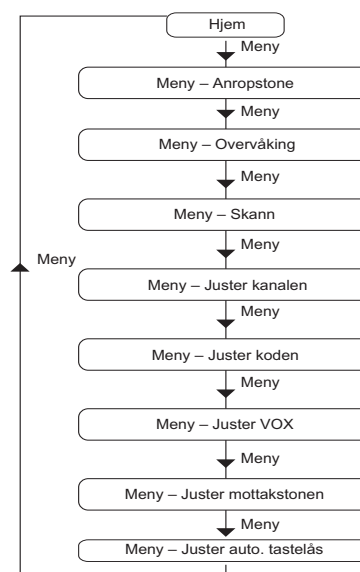 Hjem
Meny
Meny – Anropstone
Meny
Meny – Overvåking
Meny
Meny – Skann
Meny
Meny
Meny – Juster kanalen
Meny
Meny – Juster koden
Meny
Meny – Juster VOX
Meny
Meny – Juster mottakstonen
Meny
Meny – Juster auto. tastelås